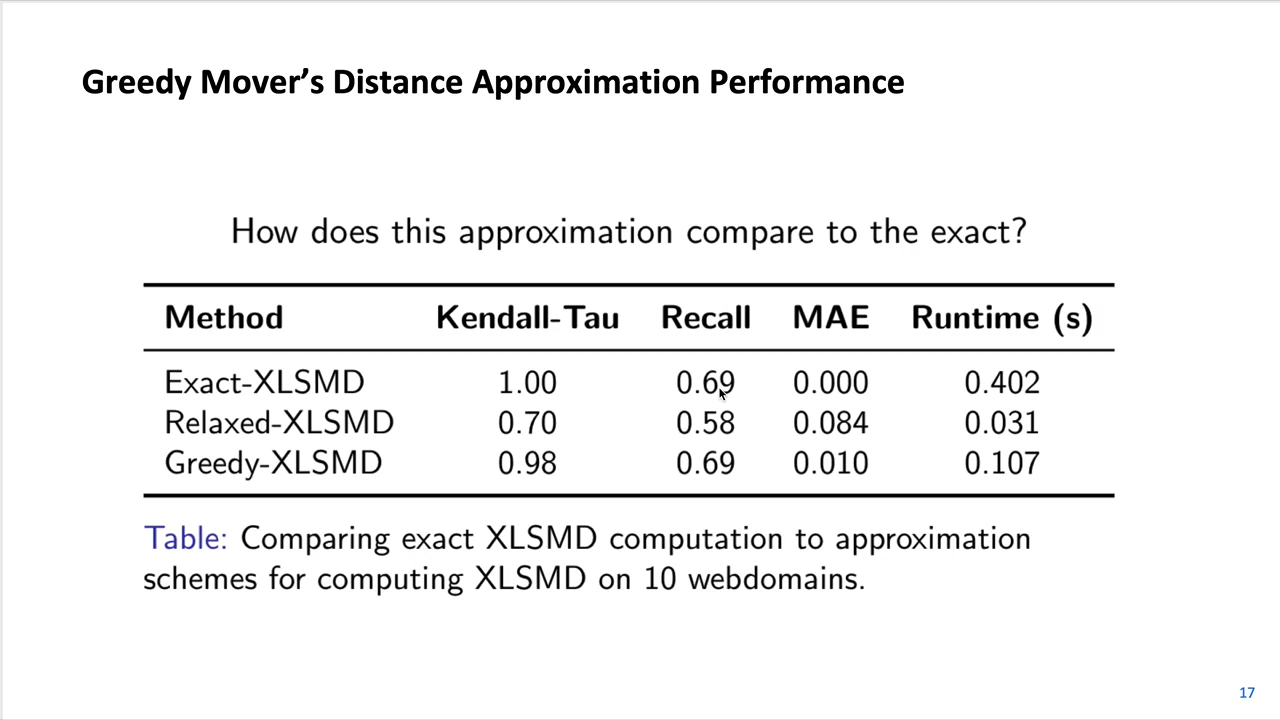 Greedy Mover’s Distance Approximation Performance
How does this approximation compare to the exact?
Method Kendall-Tau Recall MAE Runtime (s)
Exact-XLSMD 1.00 0.69 0.000 0.402
Relaxed-XLSMD 0.70 0.58 0.084 0.031
Greedy-XLSMD 0.98 0.69 0.010 0.107
Table: Comparing exact XLSMD computation to approximation
schemes for computing XLSMD on 10 webdomains.
17